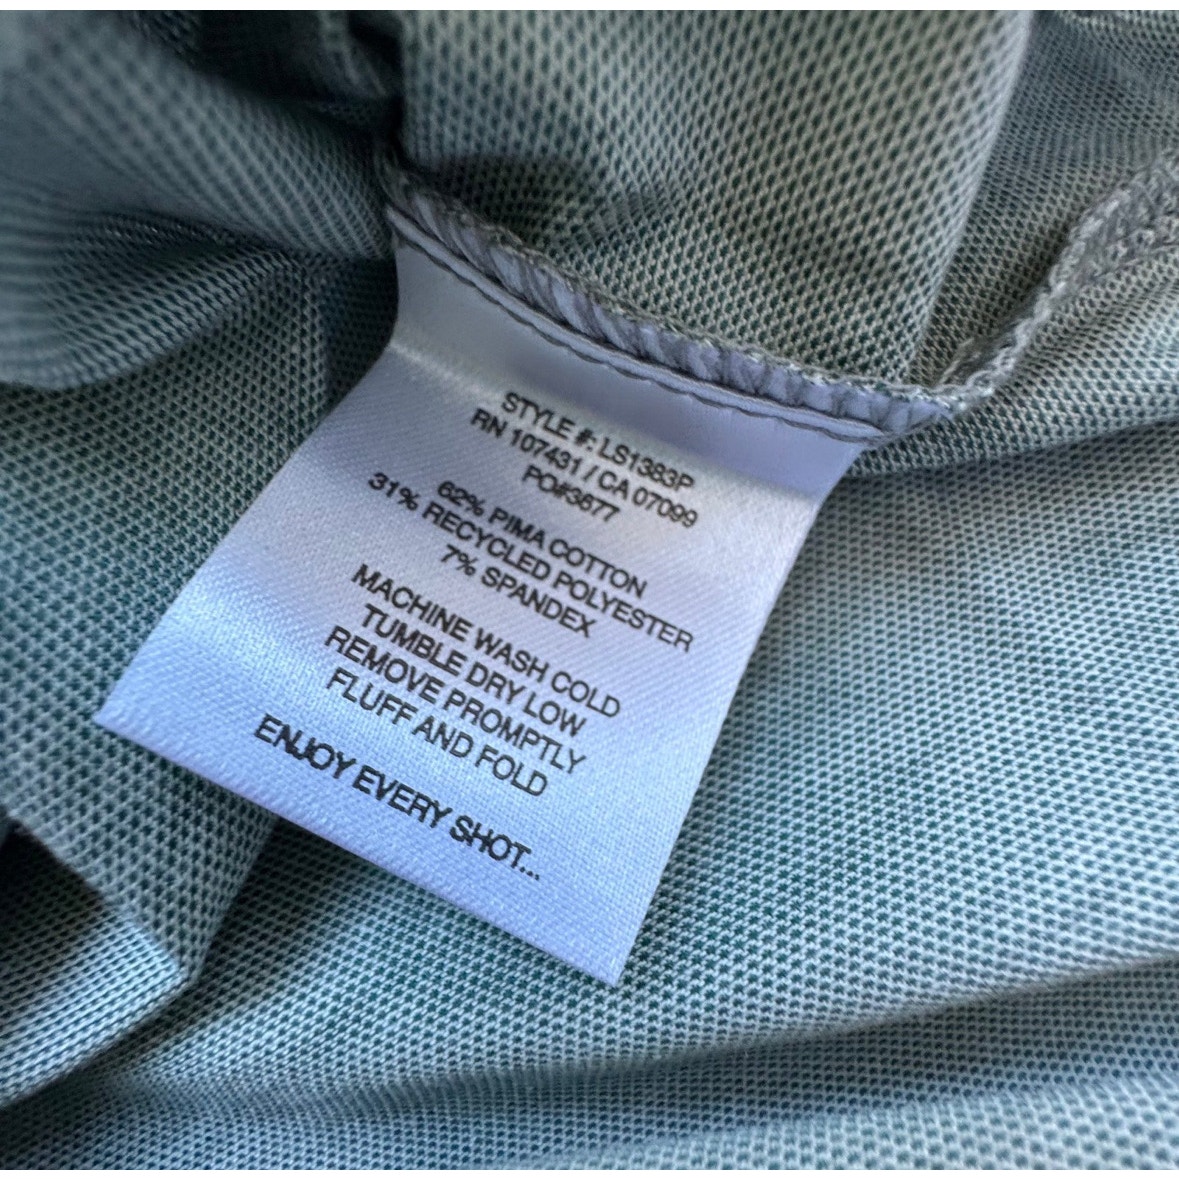 STYLE #: LS1383P
RN 107431 / CA 07099
PO#3677
62% PIMA COTTON
31% RECYCLED POLYESTER
7% SPANDEX
MACHINE WASH COLD
TUMBLE DRY LOW
REMOVE PROMPTLY
FLUFF AND FOLD
ENJOY EVERY SHOT...